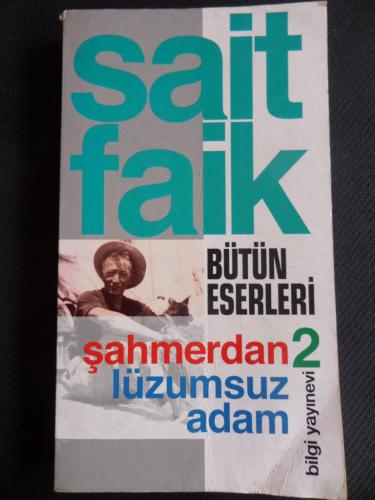 sait
faik
BÜTÜN
ESERLERİ
şahmerdan 2
lüzumsuz
adam
bilgi yayınevi